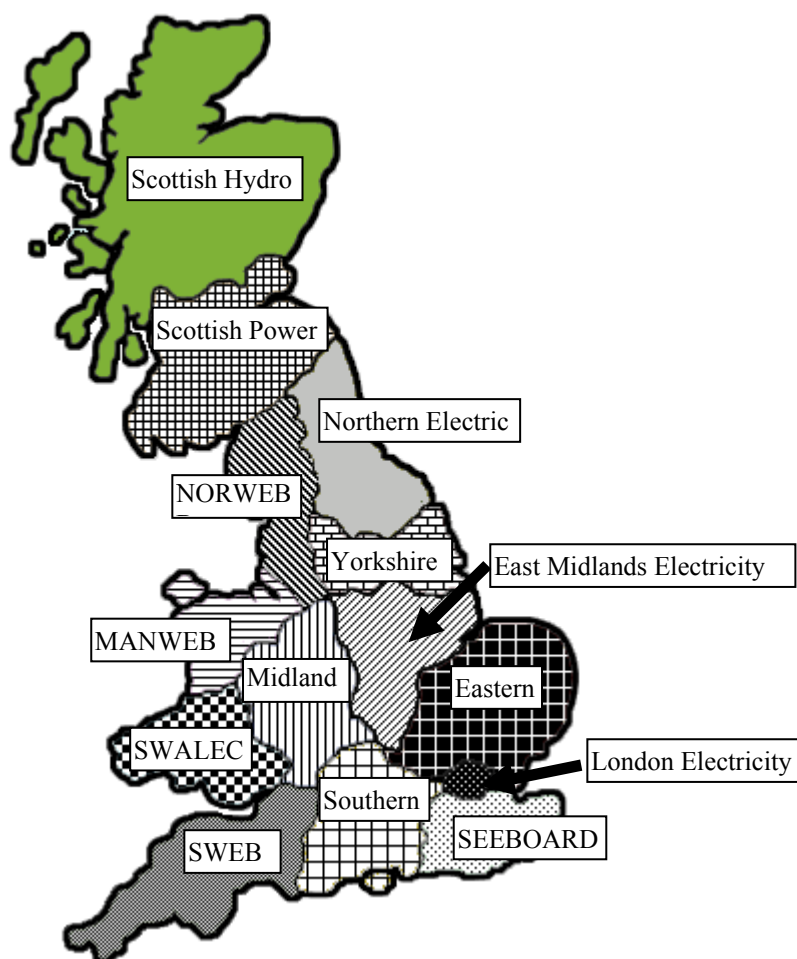 Scottish Hydro
Scottish Power
Northern Electric
NORWEB
Yorkshire
East Midlands Electricity
MANWEB
Midland
Eastern
SWALEC
London Electricity
Southern
SEEBOARD
SWEB